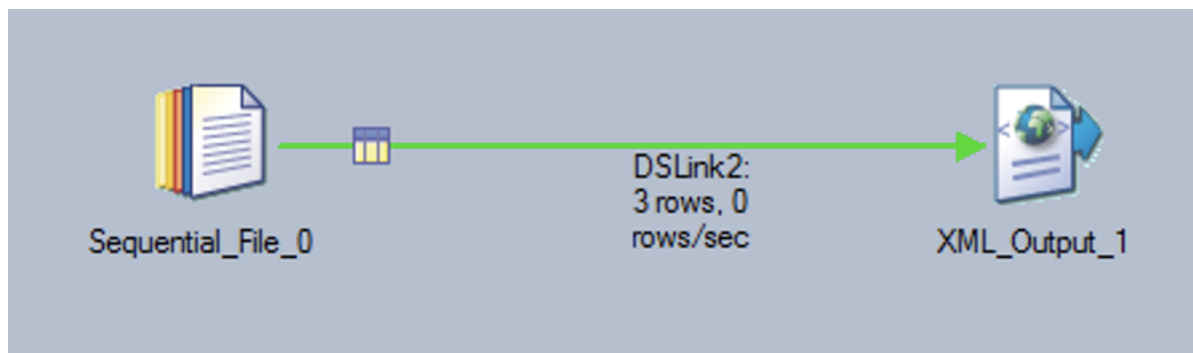 DSLink2:
3 rows, 0
rows/sec
Sequential_File_0
XML_Output_1